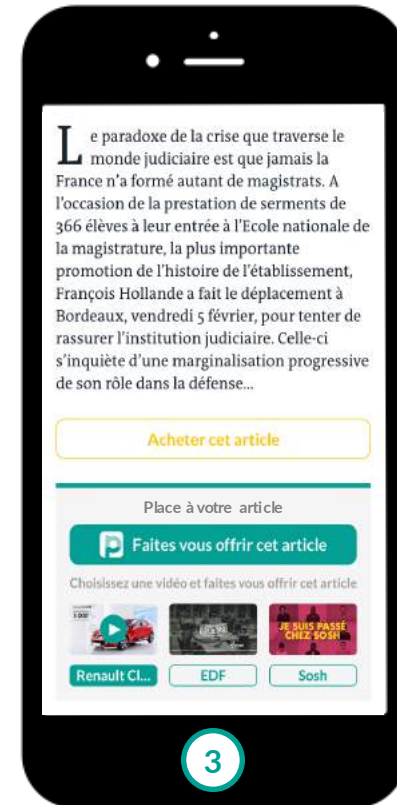 Le paradoxe de la crise que traverse le
monde judiciaire est que jamais la
France n'a formé autant de magistrats. A
l'occasion de la prestation de serments de
366 élèves à leur entrée à l'Ecole nationale de
la magistrature, la plus importante
promotion de l'histoire de l'établissement,
François Hollande a fait le déplacement à
Bordeaux, vendredi 5 février, pour tenter de
rassurer l'institution judiciaire. Celle-ci
s'inquiète d'une marginalisation progressive
de son rôle dans la défense...
Acheter cet article
Place à votre article
Faites vous offrir cet article
Choisissez une vidéo et faites vous offrir cet article
JE SUIS PASSÉ
CHEZ SOSH
Renault Cl...
EDF
Sosh
3